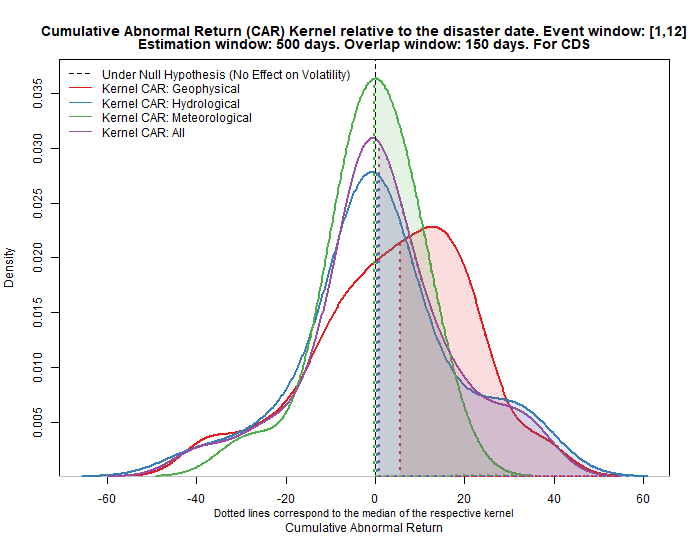 Cumulative Abnormal Return (CAR) Kernel relative to the disaster date. Event window: [1,12]
Estimation window: 500 days. Overlap window: 150 days. For CDS
Under Null Hypothesis (No Effect on Volatility)
Kernel CAR: Geophysical
Kernel CAR: Hydrological
Kernel CAR: Meteorological
Kernel CAR: All
Density
0.035
0.030
0.025
0.020
0.015
0.010
0.005
-60 -40 -20 0 20 40 60
Dotted lines correspond to the median of the respective kernel
Cumulative Abnormal Return